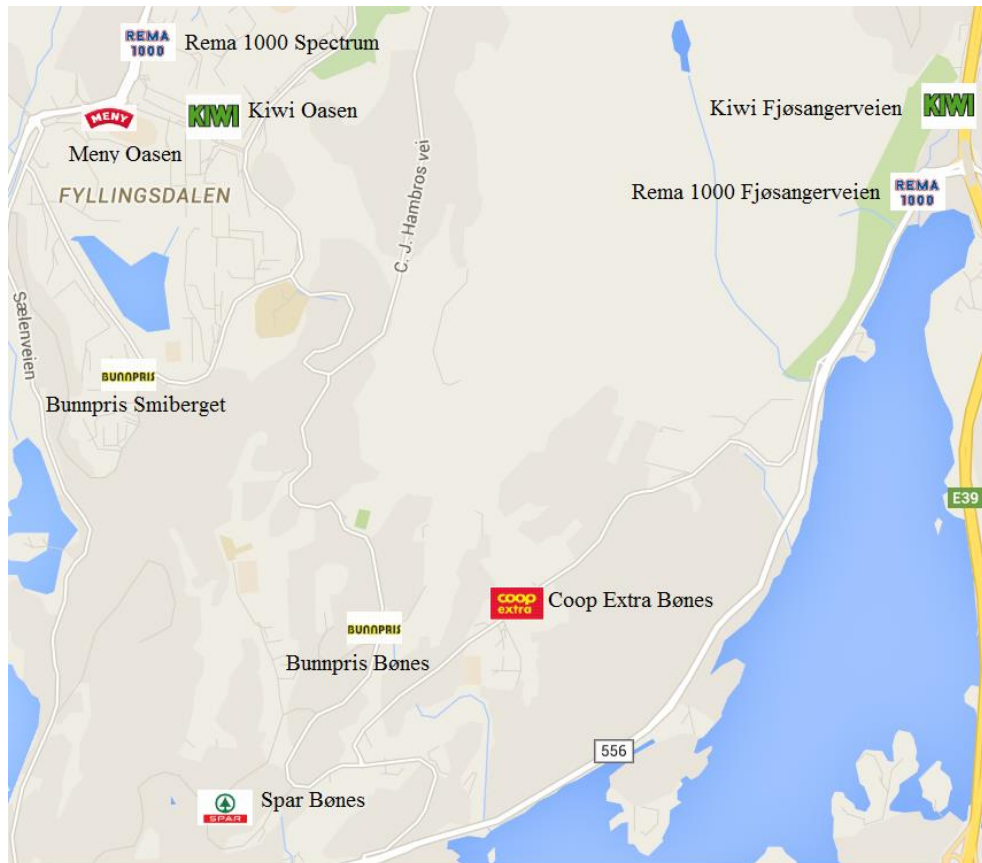 REMA
1000
Rema 1000 Spectrum
MENY
KIWI
Kiwi Oasen
Kiwi Fjøsangerveien
KIWI
Meny Oasen
FYLLINGSDALEN
Rema 1000 Fjøsangerveien
REMA
1000
C. J. Hambros vei
Sælenveien
BUNNPRIS
Bunnpris Smiberget
E39
coop
extra
Coop Extra Bønes
BUNNPRIS
Bunnpris Bønes
556
SPAR
Spar Bønes